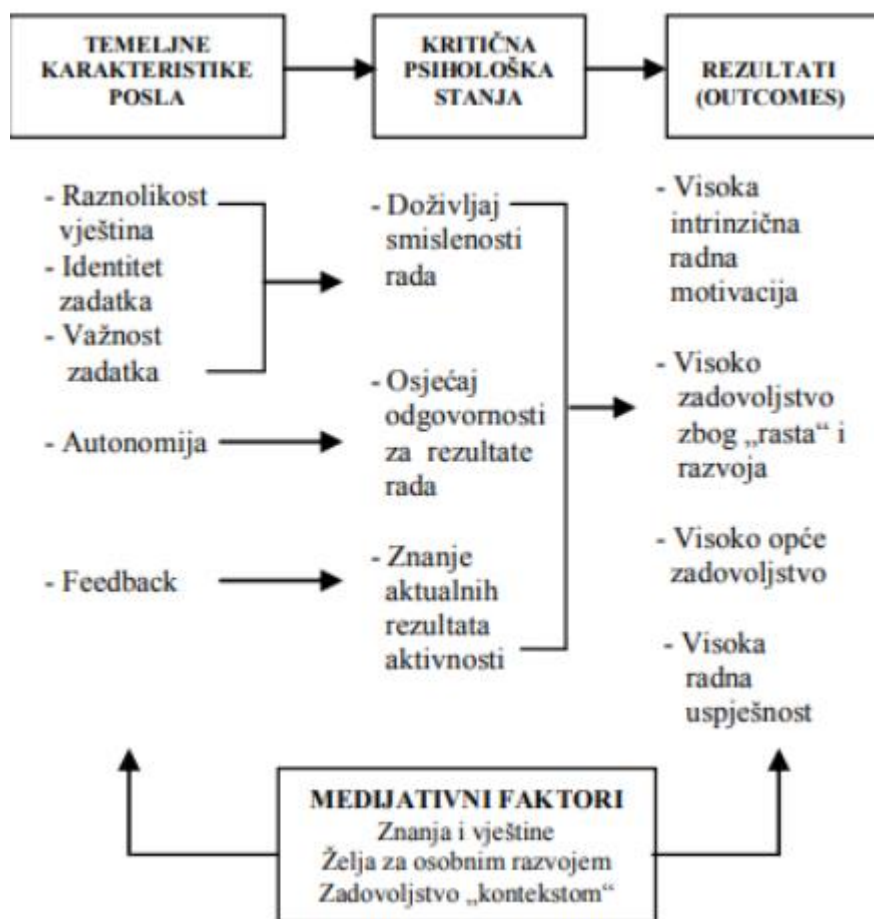 TEMELJNE
KARAKTERISTIKE
POSLA
KRITIČNA
PSIHOLOŠKA
STANJA
REZULTATI
(OUTCOMES)
- Raznolikost
vještina
- Identitet
zadatka
- Važnost
zadatka
- Autonomija
- Feedback
- Doživljaj
smislenosti
rada
- Osjećaj
odgovornosti
za rezultate
rada
- Znanje
aktualnih
rezultata
aktivnosti
- Visoka
intrinzična
radna
motivacija
- Visoko
zadovoljstvo
zbog „rasta“ i
razvoja
- Visoko opće
zadovoljstvo
- Visoka
radna
uspješnost
MEDIJATIVNI FAKTORI
Znanja i vještine
Želja za osobnim razvojem
Zadovoljstvo „kontekstom“